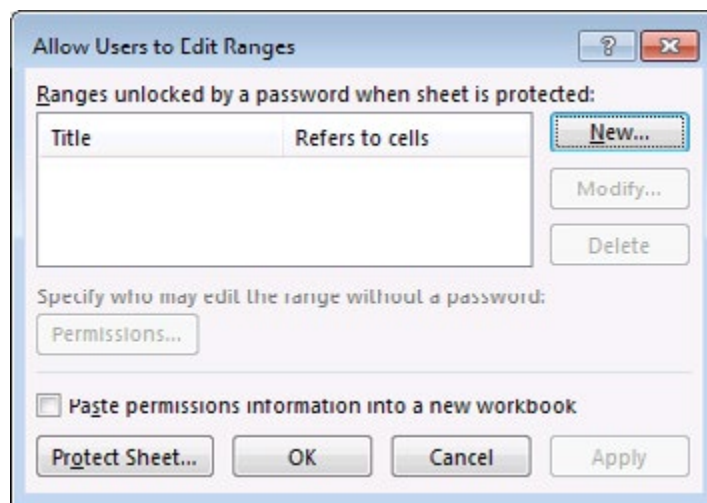 Allow Users to Edit Ranges
Ranges unlocked by a password when sheet is protected:
Title Refers to cells
New...
Modify...
Delete
Specify who may edit the range without a password:
Permissions...
Paste permissions information into a new workbook
Protect Sheet... OK Cancel Apply